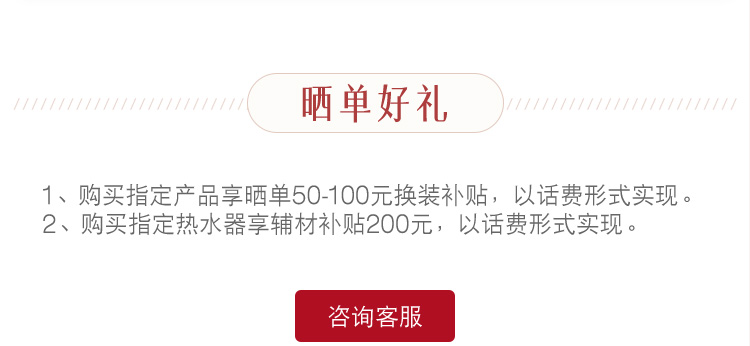 晒单好礼
1、购买指定产品享晒单50-100元换装补贴，以话费形式实现。
2、购买指定热水器享辅材补贴200元，以话费形式实现。
咨询客服